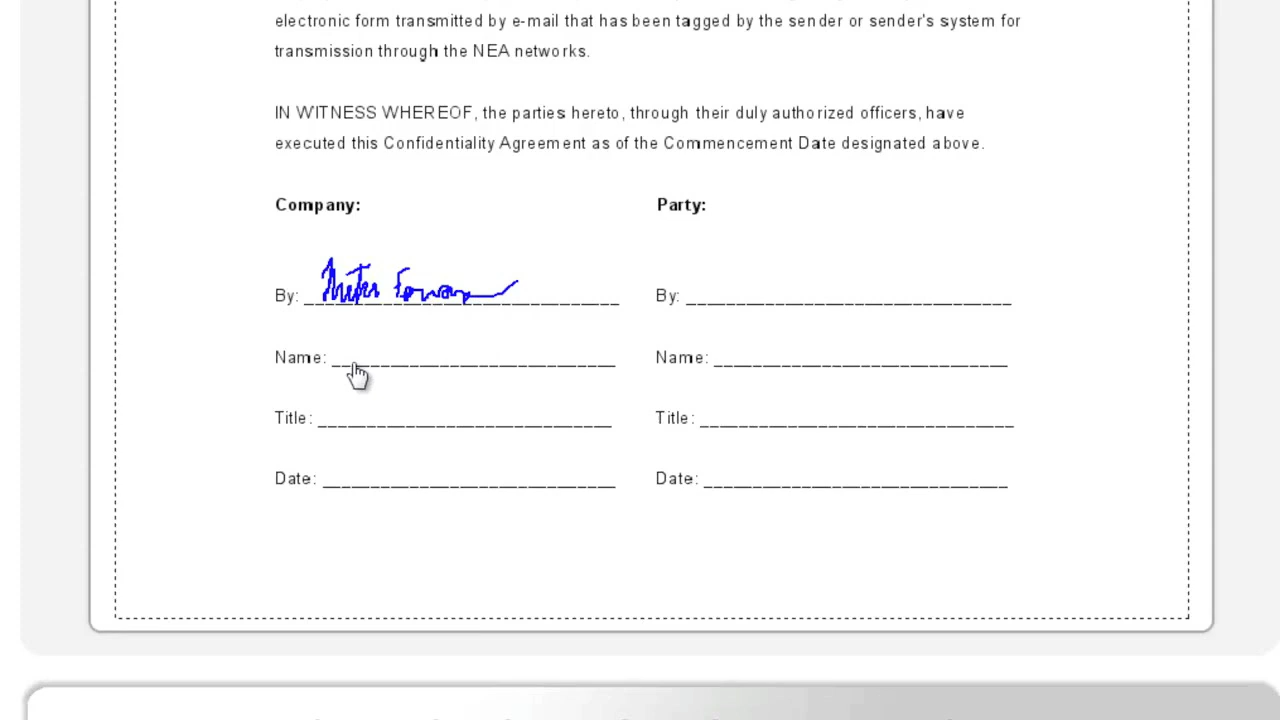 electronic form transmitted by e-mail that has been tagged by the sender or sender's system for
transmission through the NEA networks.
IN WITNESS WHEREOF, the parties hereto, through their duly authorized officers, have
executed this Confidentiality Agreement as of the Commencement Date designated above.
Company: Party:
By: By:
Name: Name:
Title: Title:
Date: Date: